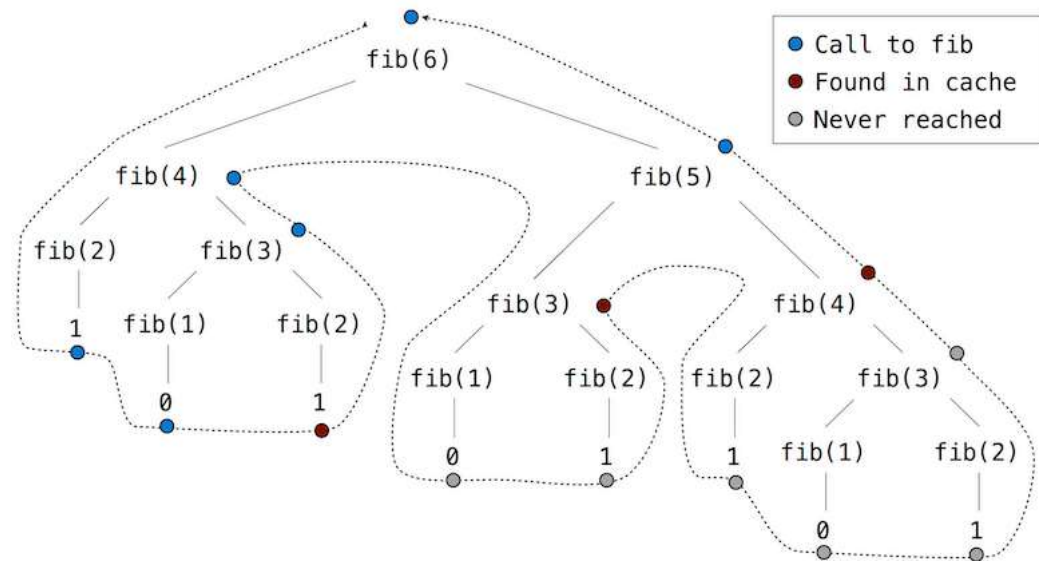 fib(6)
Call to fib
Found in cache
Never reached
fib(4)
fib(5)
fib(2)
fib(3)
fib(3)
fib(4)
1
fib(1)
fib(2)
fib(1)
fib(2)
fib(2)
fib(3)
0
1
0
1
1
fib(1)
fib(2)
0
1